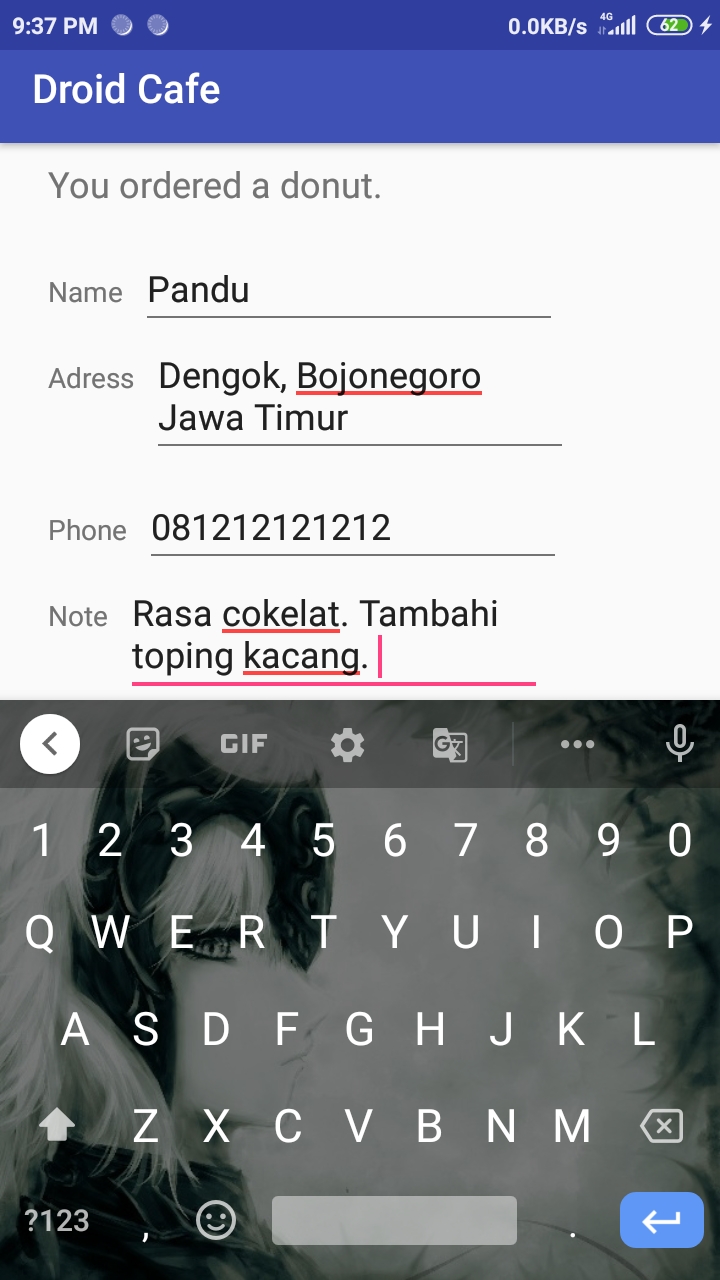 9:37 PM 0.0KB/s 4G 62
Droid Cafe
You ordered a donut.
Name Pandu
Adress Dengok, Bojonegoro
Jawa Timur
Phone 081212121212
Note Rasa cokelat. Tambahi
toping kacang.
GIF G
1 2 3 4 5 6 7 8 9 0
Q W E R T Y U I O P
A S D F G H J K L
Z X C V B N M
?123 , .